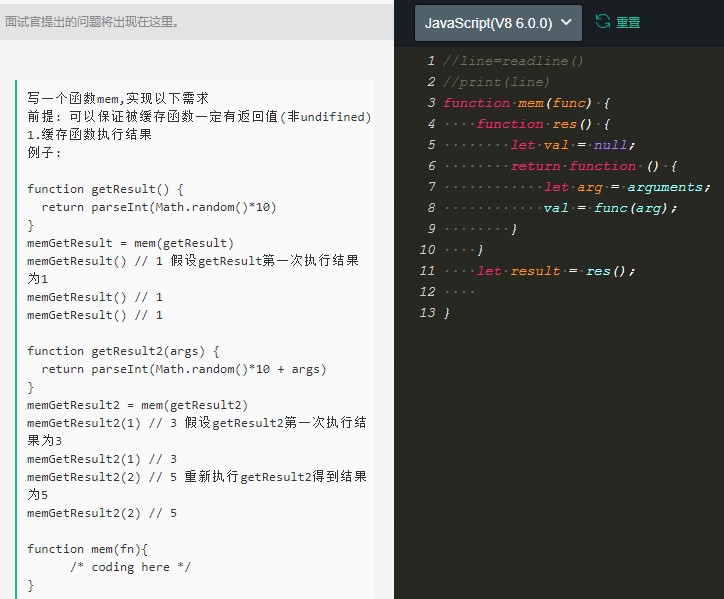 面试官提出的问题将出现在这里。
写一个函数mem,实现以下需求
前提: 可以保证被缓存函数一定有返回值(非undifined)
1.缓存函数执行结果
例子:
function getResult() {
  return parseInt(Math.random()*10)
}
memGetResult = mem(getResult)
memGetResult() // 1 假设getResult第一次执行结果
为1
memGetResult() // 1
memGetResult() // 1
function getResult2(args) {
  return parseInt(Math.random()*10 + args)
}
memGetResult2 = mem(getResult2)
memGetResult2(1) // 3 假设getResult2第一次执行结
果为3
memGetResult2(1) // 3
memGetResult2(2) // 5 重新执行getResult2得到结果
为5
memGetResult2(2) // 5
function mem(fn){
      /* coding here */
}
JavaScript(V8 6.0.0) 重置
1 //line=readline()
2 //print(line)
3 function mem(func) {
4     function res() {
5         let val = null;
6         return function () {
7             let arg = arguments;
8             val = func(arg);
9         }
10     }
11     let result = res();
12
13 }